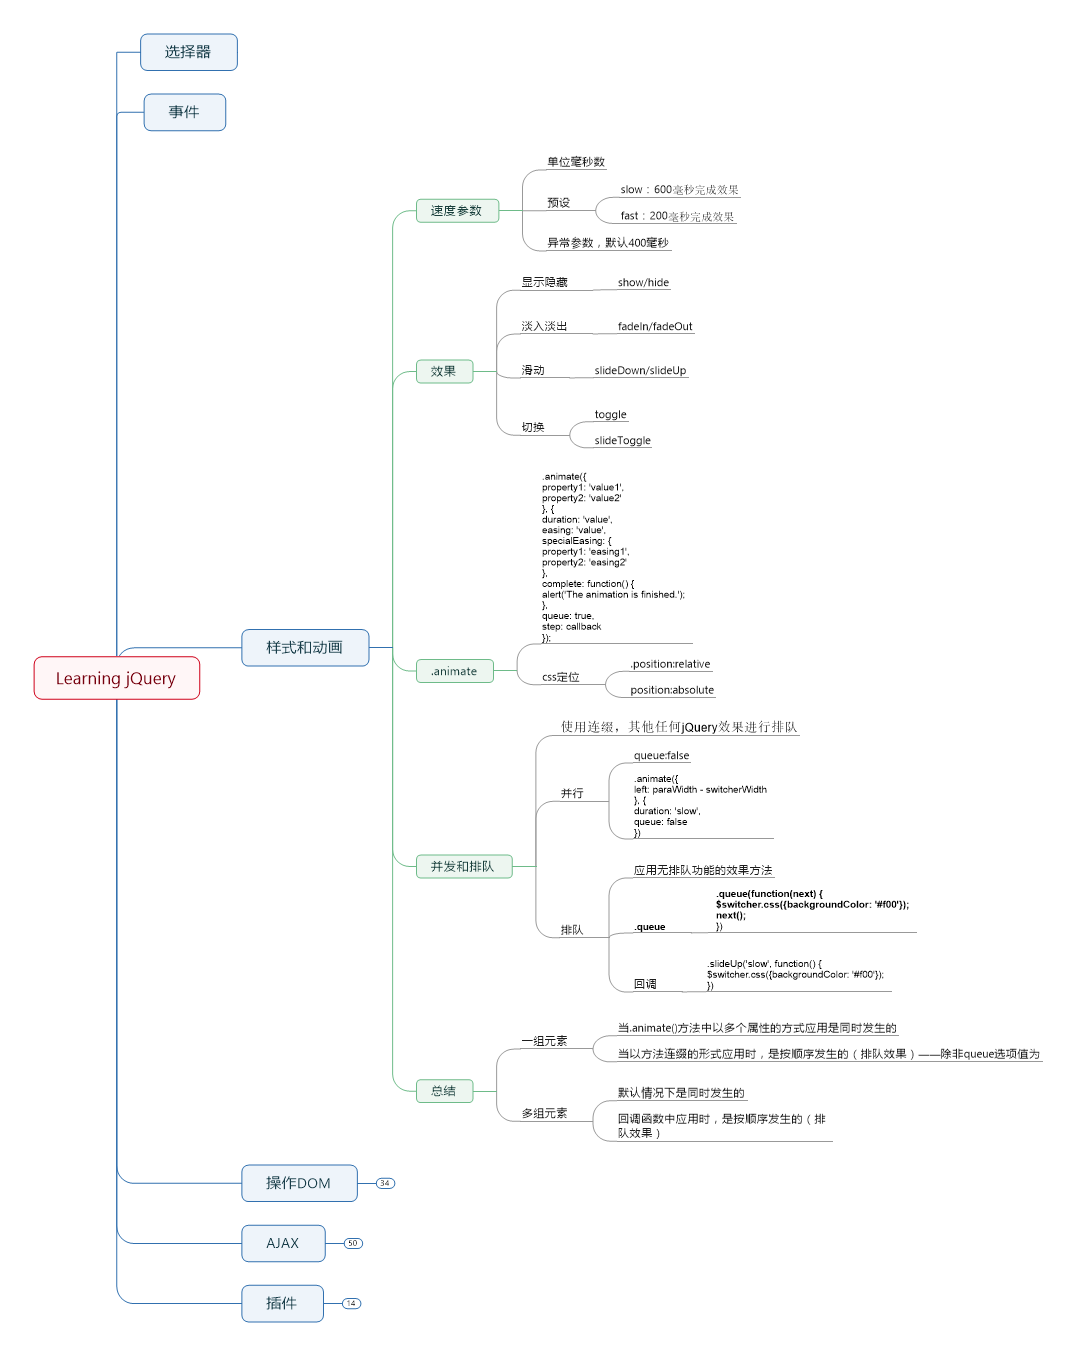 选择器
事件
单位毫秒数
slow：600毫秒完成效果
预设
速度参数
fast：200毫秒完成效果
异常参数，默认400毫秒
显示隐藏
show/hide
淡入淡出
fadeIn/fadeOut
效果
滑动
slideDown/slideUp
toggle
切换
slideToggle
.animate({
property1: 'value1',
property2: 'value2'
}, {
duration: 'value',
easing: 'value',
specialEasing: {
property1: 'easing1',
property2: 'easing2'
},
complete: function() {
alert('The animation is finished.');
},
queue: true,
step: callback
});
样式和动画
Learning jQuery
.animate
css定位
.position:relative
position:absolute
使用连缀，其他任何jQuery效果进行排队
queue:false
并行
.animate({
left: paraWidth - switcherWidth
}, {
duration: 'slow',
queue: false
})
并发和排队
应用无排队功能的效果方法
.queue(function(next) {
$switcher.css({backgroundColor: '#f00'});
next();
})
排队
.queue
.slideUp('slow', function() {
$switcher.css({backgroundColor: '#f00'});
})
回调
当.animate()方法中以多个属性的方式应用是同时发生的
一组元素
当以方法连缀的形式应用时，是按顺序发生的（排队效果）——除非queue选项值为
总结
默认情况下是同时发生的
多组元素
回调函数中应用时，是按顺序发生的（排
队效果）
操作DOM
34
AJAX
50
插件
14